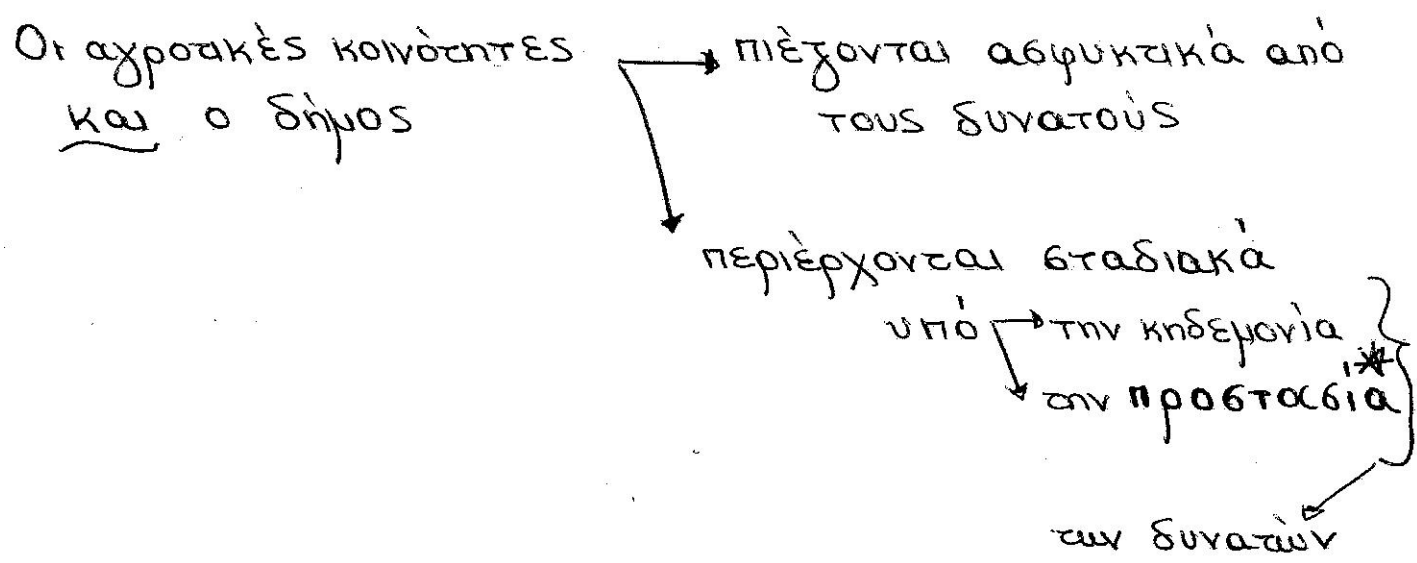 Οι αγροτικές κοινότητες
και ο δήμος
πιέζονται ασφυκτικά από
τους δυνατούς
περιέρχονται σταδιακά
υπό
την κηδεμονία
την προστασία *
των δυνατών